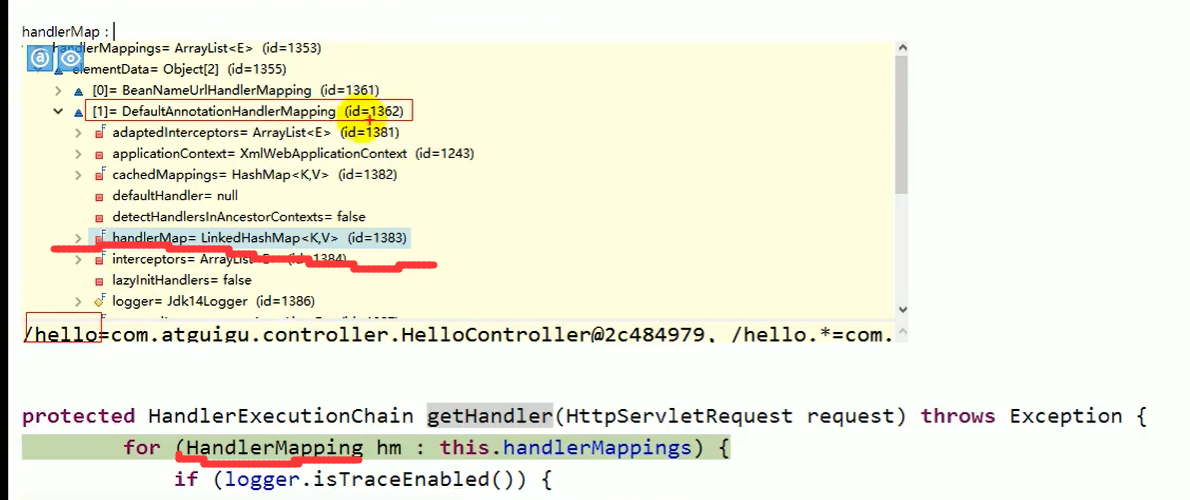 handlerMap :
handlerMappings= ArrayList<E> (id=1353)
elementData= Object[2] (id=1355)
[0]= BeanNameUrlHandlerMapping (id=1361)
[1]= DefaultAnnotationHandlerMapping (id=1362)
adaptedInterceptors= ArrayList<E> (id=1381)
applicationContext= XmlWebApplicationContext (id=1243)
cachedMappings= HashMap<K,V> (id=1382)
defaultHandler= null
detectHandlersInAncestorContexts= false
handlerMap= LinkedHashMap<K,V> (id=1383)
interceptors= ArrayList<E> (id=1384)
lazyInitHandlers= false
logger= Jdk14Logger (id=1386)
/hello=com.atguigu.controller.HelloController@2c484979, /hello.*=com.
protected HandlerExecutionChain getHandler(HttpServletRequest request) throws Exception {
for (HandlerMapping hm : this.handlerMappings) {
if (logger.isTraceEnabled()) {